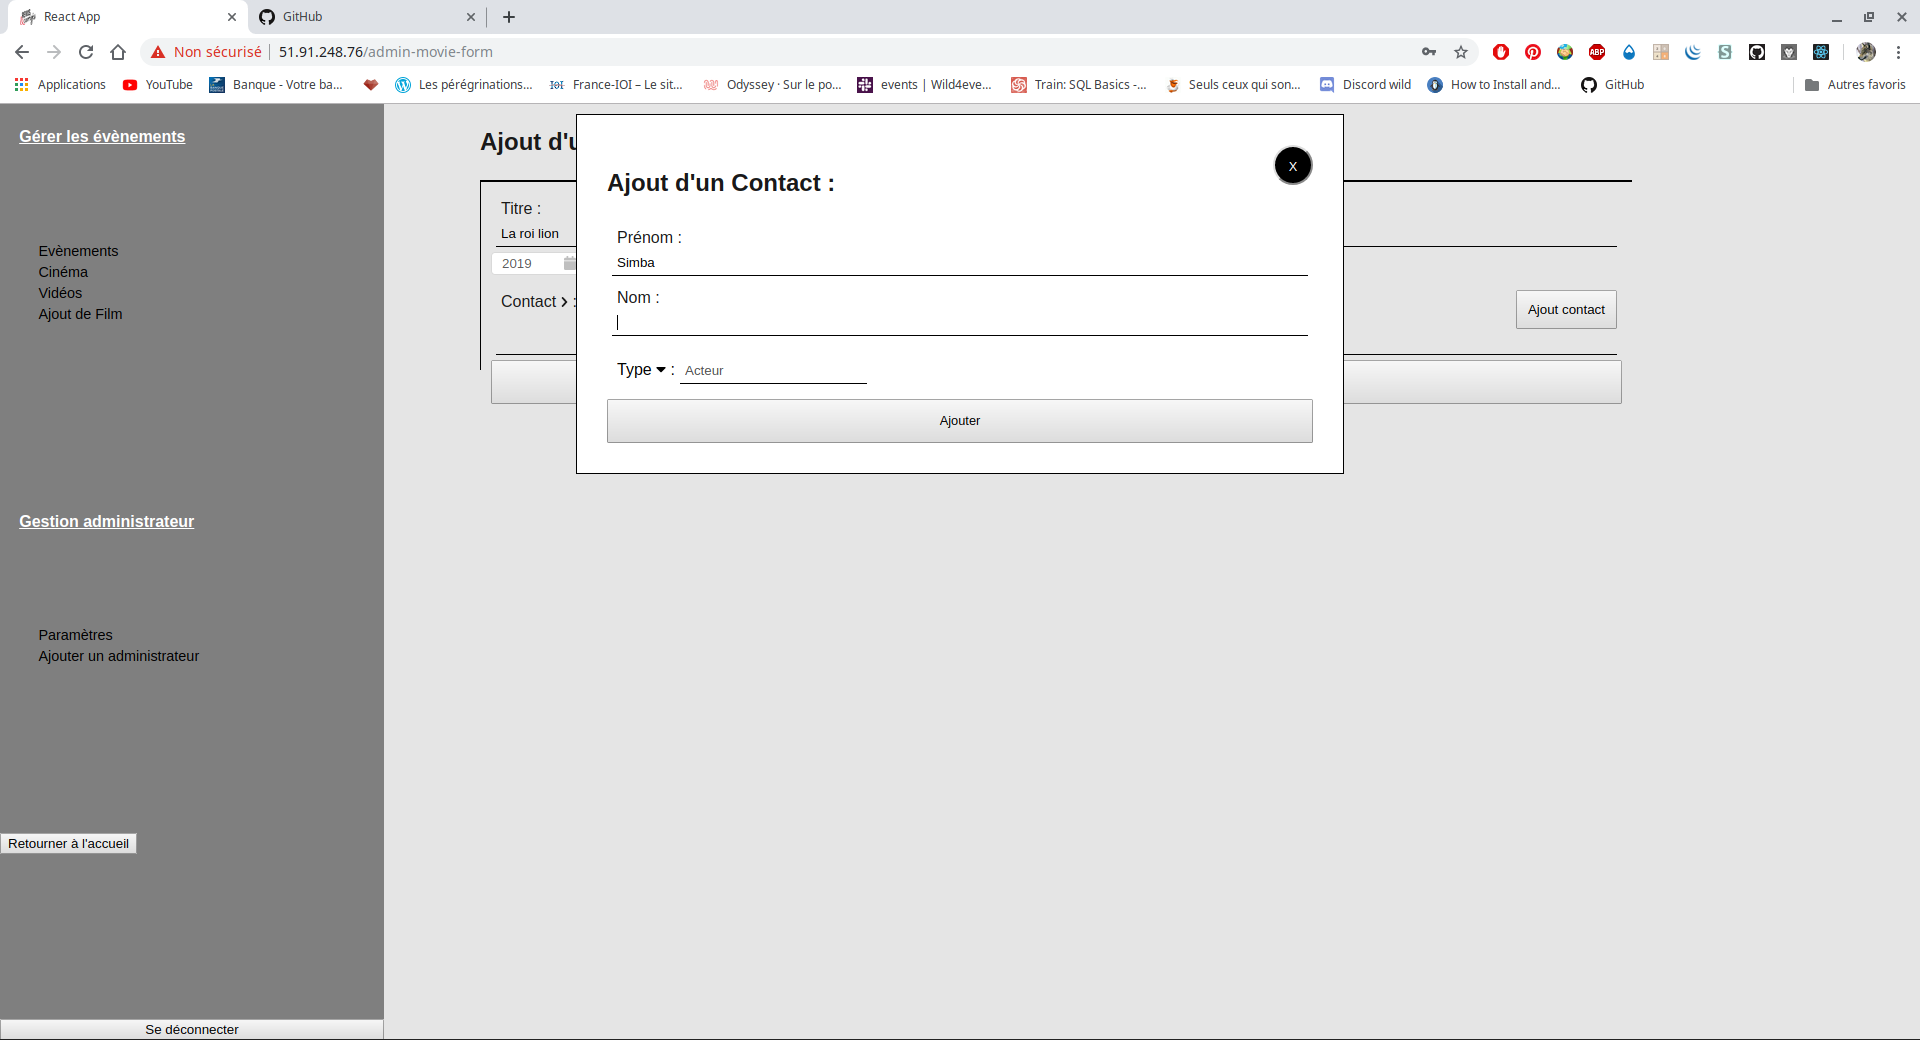 React App
GitHub
Non sécurisé
51.91.248.76/admin-movie-form
ABP
Applications
YouTube
Banque - Votre ba...
Les pérégrinations...
France-IOI – Le sit...
Odyssey · Sur le po...
events | Wild4eve...
Train: SQL Basics -...
Seuls ceux qui son...
Discord wild
How to Install and...
GitHub
Autres favoris
Gérer les évènements
Evènements
Cinéma
Vidéos
Ajout de Film
Gestion administrateur
Paramètres
Ajouter un administrateur
Retourner à l'accueil
Se déconnecter
Ajout d'u
Titre :
La roi lion
2019
Contact :
Ajout contact
X
Ajout d'un Contact :
Prénom :
Simba
Nom :
Type : Acteur
Ajouter